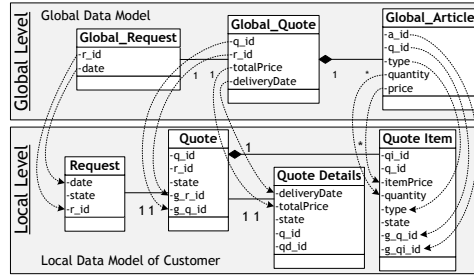 Global Level
Global Data Model
Global_Request
-r_id
-date
Global_Quote
-q_id
-r_id
-totalPrice
-deliveryDate
Global_Article
-a_id
-q_id
-type
-quantity
-price
1
1
1
*
Local Level
Request
-date
-state
-r_id
Quote
-q_id
-r_id
-state
-g_r_id
-g_q_id
Quote Details
-deliveryDate
-totalPrice
-state
-q_id
-qd_id
Quote Item
-qi_id
-q_id
-itemPrice
-quantity
-type
-state
-g_q_id
-g_qi_id
1
*
1 1
1 1
Local Data Model of Customer